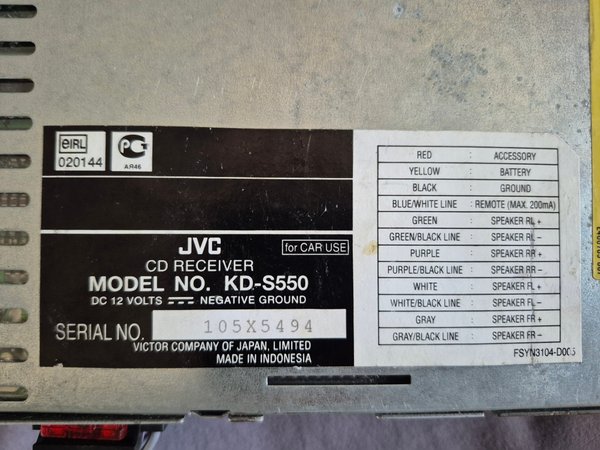 eIRL
020144
PG
АЯ46
JVC
for CAR USE
CD RECEIVER
MODEL NO. KD-S550
DC 12 VOLTS NEGATIVE GROUND
SERIAL NO. 105X5494
VICTOR COMPANY OF JAPAN, LIMITED
MADE IN INDONESIA
RED : ACCESSORY
YELLOW : BATTERY
BLACK : GROUND
BLUE/WHITE LINE : REMOTE (MAX. 200mA)
GREEN : SPEAKER RL +
GREEN/BLACK LINE : SPEAKER RL −
PURPLE : SPEAKER RR +
PURPLE/BLACK LINE : SPEAKER RR −
WHITE : SPEAKER FL +
WHITE/BLACK LINE : SPEAKER FL −
GRAY : SPEAKER FR +
GRAY/BLACK LINE : SPEAKER FR −
FSYN3104-D005